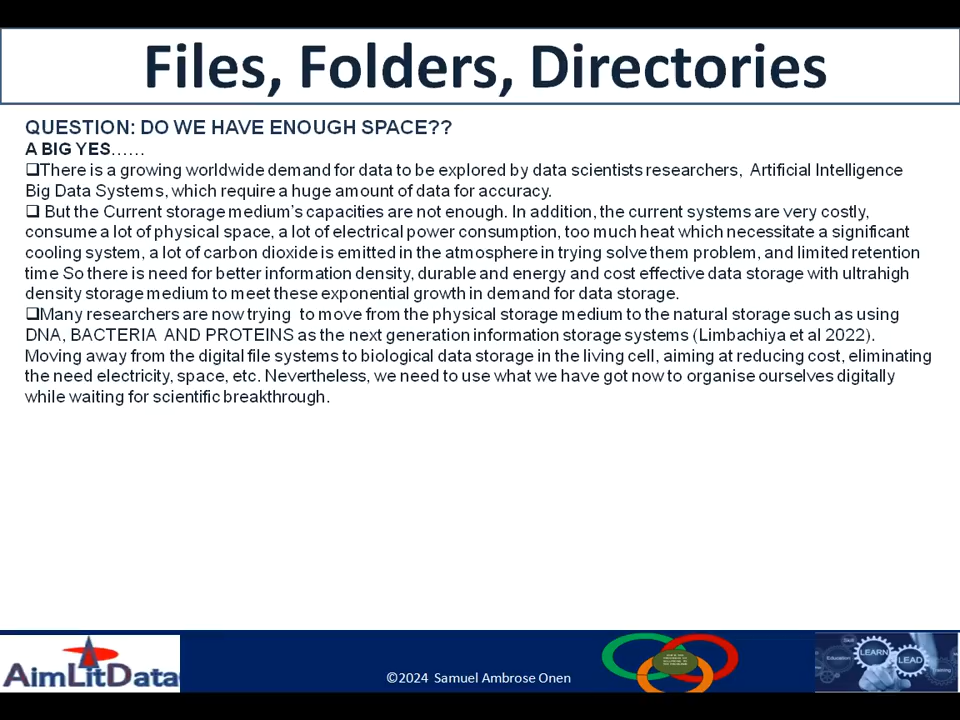 Files, Folders, Directories
QUESTION: DO WE HAVE ENOUGH SPACE??
A BIG YES……
❑There is a growing worldwide demand for data to be explored by data scientists researchers, Artificial Intelligence
Big Data Systems, which require a huge amount of data for accuracy.
❑ But the Current storage medium's capacities are not enough. In addition, the current systems are very costly,
consume a lot of physical space, a lot of electrical power consumption, too much heat which necessitate a significant
cooling system, a lot of carbon dioxide is emitted in the atmosphere in trying solve them problem, and limited retention
time So there is need for better information density, durable and energy and cost effective data storage with ultrahigh
density storage medium to meet these exponential growth in demand for data storage.
❑Many researchers are now trying to move from the physical storage medium to the natural storage such as using
DNA, BACTERIA AND PROTEINS as the next generation information storage systems (Limbachiya et al 2022).
Moving away from the digital file systems to biological data storage in the living cell, aiming at reducing cost, eliminating
the need electricity, space, etc. Nevertheless, we need to use what we have got now to organise ourselves digitally
while waiting for scientific breakthrough.
AimLitData
©2024 Samuel Ambrose Onen
Skill
Education
LEARN
LEAD
Training